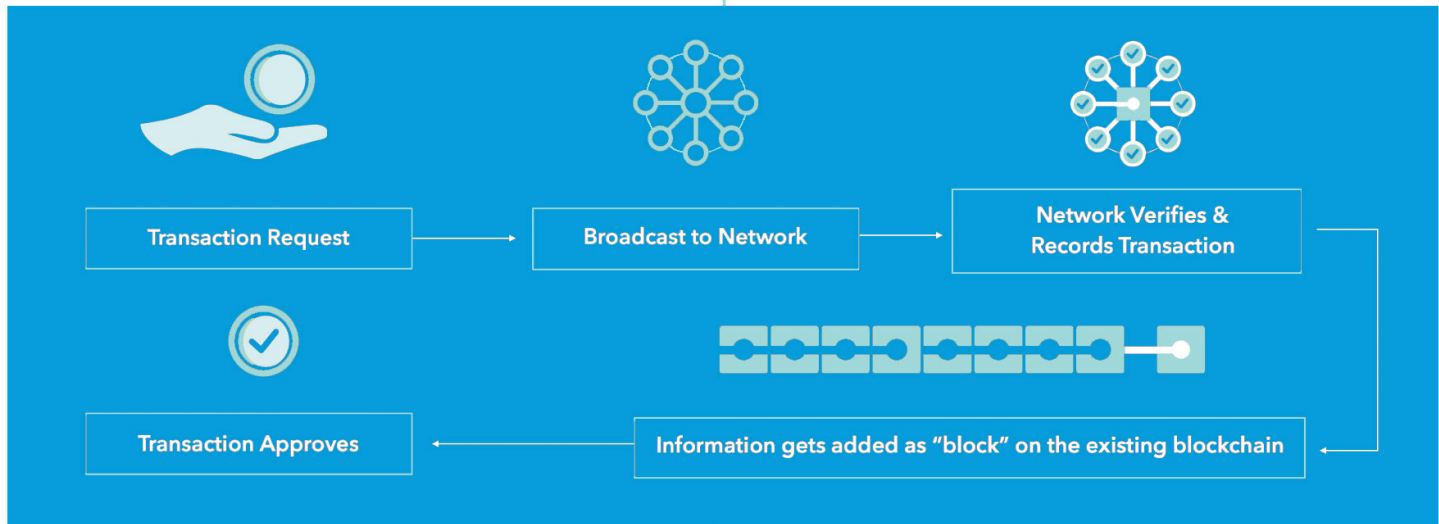 Transaction Request
Broadcast to Network
Network Verifies &
Records Transaction
Transaction Approves
Information gets added as “block” on the existing blockchain